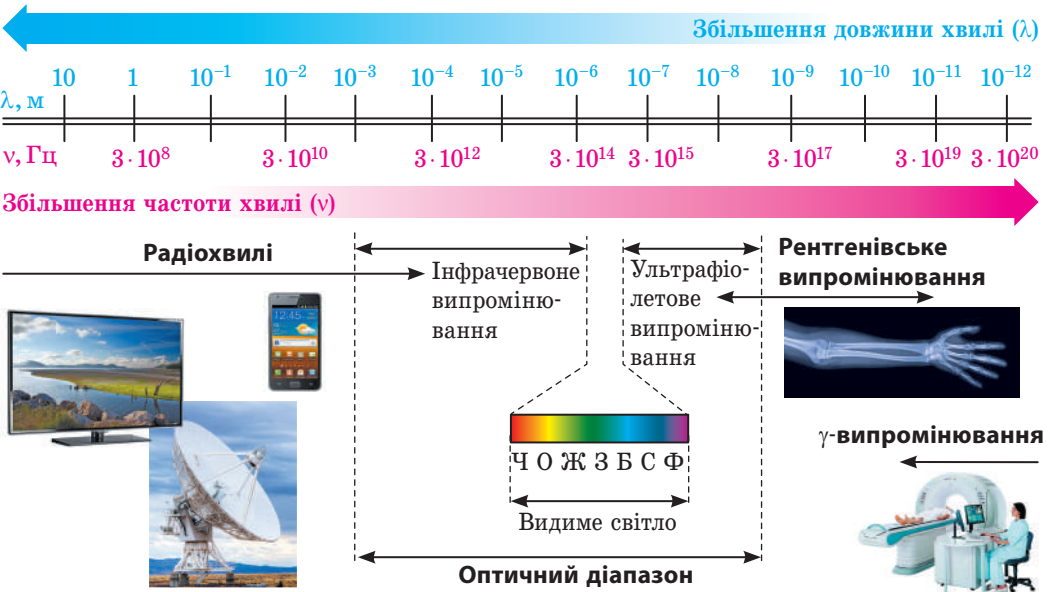 Збільшення довжини хвилі (λ)
10 1 10⁻¹ 10⁻² 10⁻³ 10⁻⁴ 10⁻⁵ 10⁻⁶ 10⁻⁷ 10⁻⁸ 10⁻⁹ 10⁻¹⁰ 10⁻¹¹ 10⁻¹²
λ, м
ν, Гц 3·10⁸ 3·10¹⁰ 3·10¹² 3·10¹⁴ 3·10¹⁵ 3·10¹⁷ 3·10¹⁹ 3·10²⁰
Збільшення частоти хвилі (ν)
Радіохвилі
Інфрачервоне
випроміню-
вання
Ультрафіо-
летове
випроміню-
вання
Рентгенівське
випромінювання
12:45
Ч О Ж З Б С Ф
Видиме світло
γ-випромінювання
Оптичний діапазон